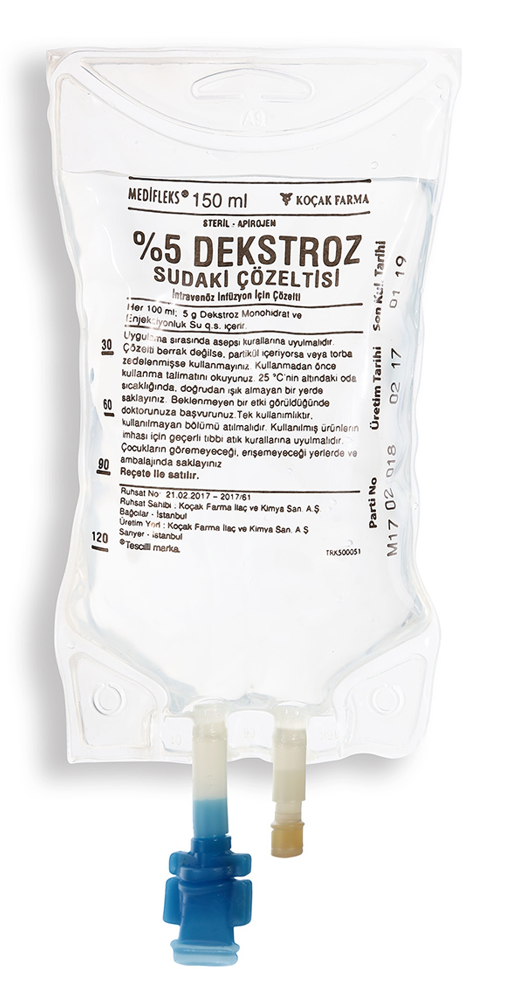 MEDİFLEKS® 150 ml
KOÇAK FARMA
STERİL - APİROJEN
%5 DEKSTROZ
SUDAKİ ÇÖZELTİSİ
İntravenöz İnfüzyon İçin Çözelti
Her 100 ml; 5 g Dekstroz Monohidrat ve
Enjeksiyonluk Su q.s. içerir.
Uygulama sırasında asepsi kurallarına uyulmalıdır.
Çözelti berrak değilse, partikül içeriyorsa veya torba
zedelenmişse kullanmayınız. Kullanmadan önce
kullanma talimatını okuyunuz. 25 °C'nin altındaki oda
sıcaklığında, doğrudan ışık almayan bir yerde
saklayınız. Beklenmeyen bir etki görüldüğünde
doktorunuza başvurunuz. Tek kullanımlıktır,
kullanılmayan bölümü atılmalıdır. Kullanılmış ürünlerin
imhası için geçerli tıbbi atık kurallarına uyulmalıdır.
Çocukların göremeyeceği, erişemeyeceği yerlerde ve
ambalajında saklayınız
Reçete ile satılır.
Ruhsat No: 21.02.2017 – 2017/61
Ruhsat Sahibi : Koçak Farma İlaç ve Kimya San. A.Ş.
Bağcılar - İstanbul
Üretim Yeri : Koçak Farma İlaç ve Kimya San. A Ş
Sarıyer - İstanbul
®Tescilli marka.
TRK500051
30
60
90
120
Parti No Üretim Tarihi Son Kul. Tarihi
M17 02 018 02 17 01 19